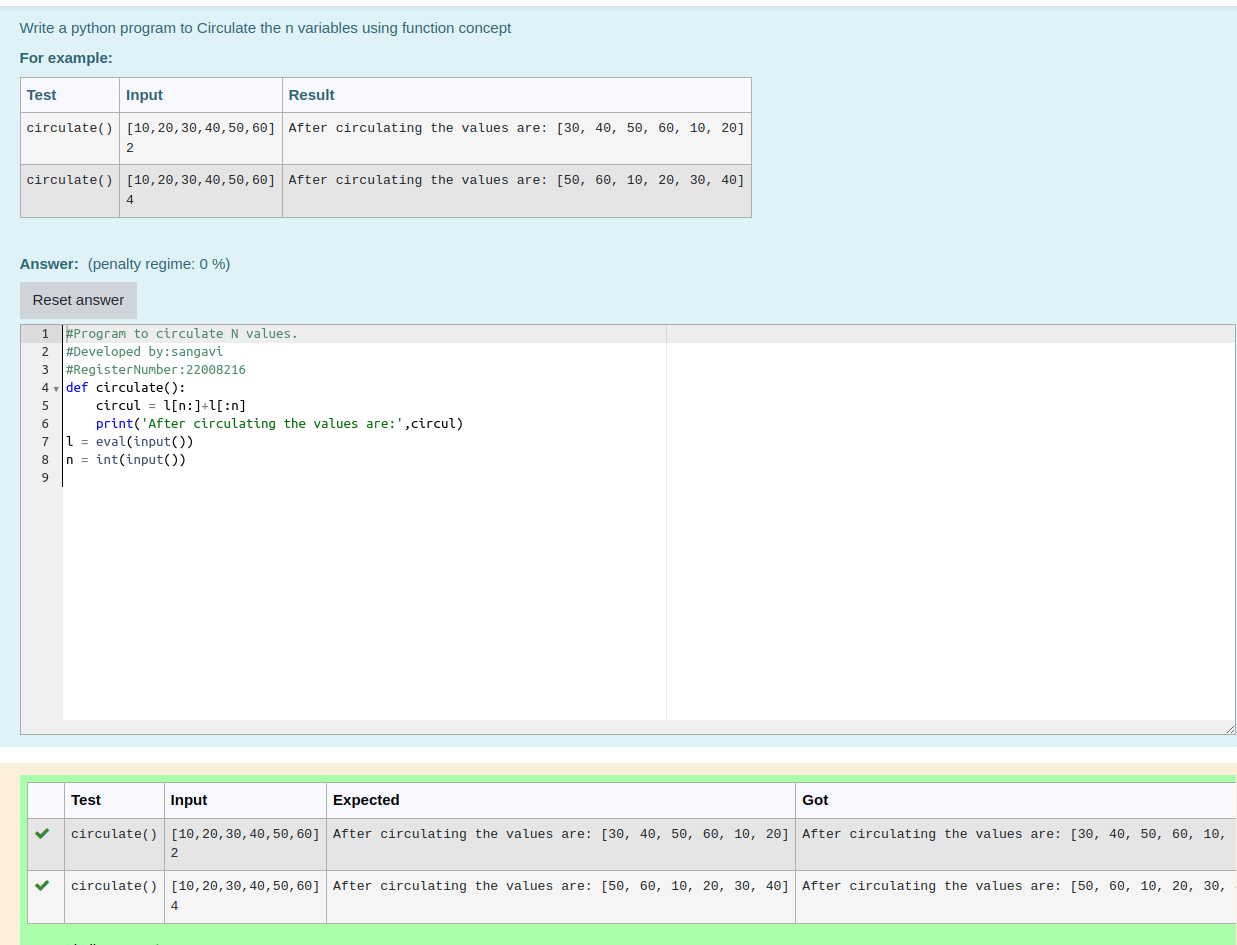 Write a python program to Circulate the n variables using function concept
For example:
Test Input Result
circulate() [10,20,30,40,50,60] After circulating the values are: [30, 40, 50, 60, 10, 20]
2
circulate() [10,20,30,40,50,60] After circulating the values are: [50, 60, 10, 20, 30, 40]
4
Answer: (penalty regime: 0 %)
Reset answer
1 #Program to circulate N values.
2 #Developed by:sangavi
3 #RegisterNumber:22008216
4 def circulate():
5     circul = l[n:]+l[:n]
6     print('After circulating the values are:',circul)
7 l = eval(input())
8 n = int(input())
9
Test Input Expected Got
circulate() [10,20,30,40,50,60] After circulating the values are: [30, 40, 50, 60, 10, 20] After circulating the values are: [30, 40, 50, 60, 10,
2
circulate() [10,20,30,40,50,60] After circulating the values are: [50, 60, 10, 20, 30, 40] After circulating the values are: [50, 60, 10, 20, 30,
4